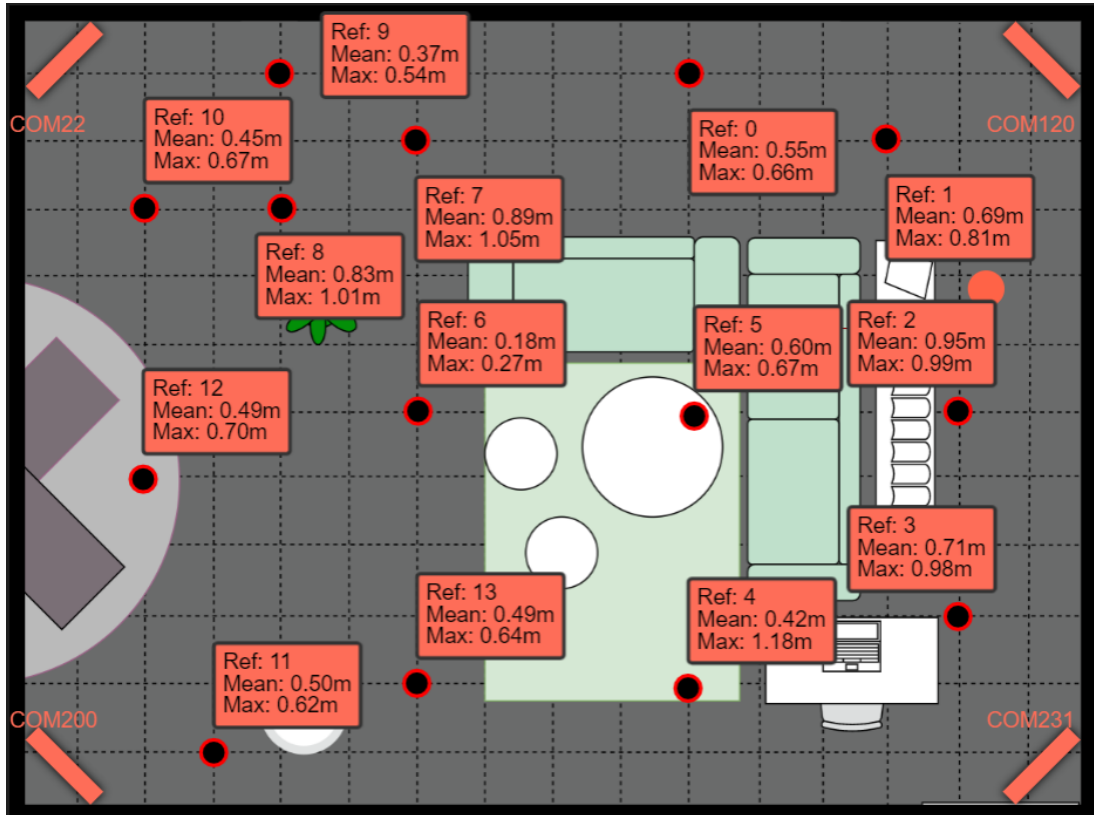 Ref: 9
Mean: 0.37m
Max: 0.54m
COM22
COM120
Ref: 10
Mean: 0.45m
Max: 0.67m
Ref: 0
Mean: 0.55m
Max: 0.66m
Ref: 7
Mean: 0.89m
Max: 1.05m
Ref: 1
Mean: 0.69m
Max: 0.81m
Ref: 8
Mean: 0.83m
Max: 1.01m
Ref: 6
Mean: 0.18m
Max: 0.27m
Ref: 5
Mean: 0.60m
Max: 0.67m
Ref: 2
Mean: 0.95m
Max: 0.99m
Ref: 12
Mean: 0.49m
Max: 0.70m
Ref: 3
Mean: 0.71m
Max: 0.98m
Ref: 13
Mean: 0.49m
Max: 0.64m
Ref: 4
Mean: 0.42m
Max: 1.18m
Ref: 11
Mean: 0.50m
Max: 0.62m
COM200
COM231